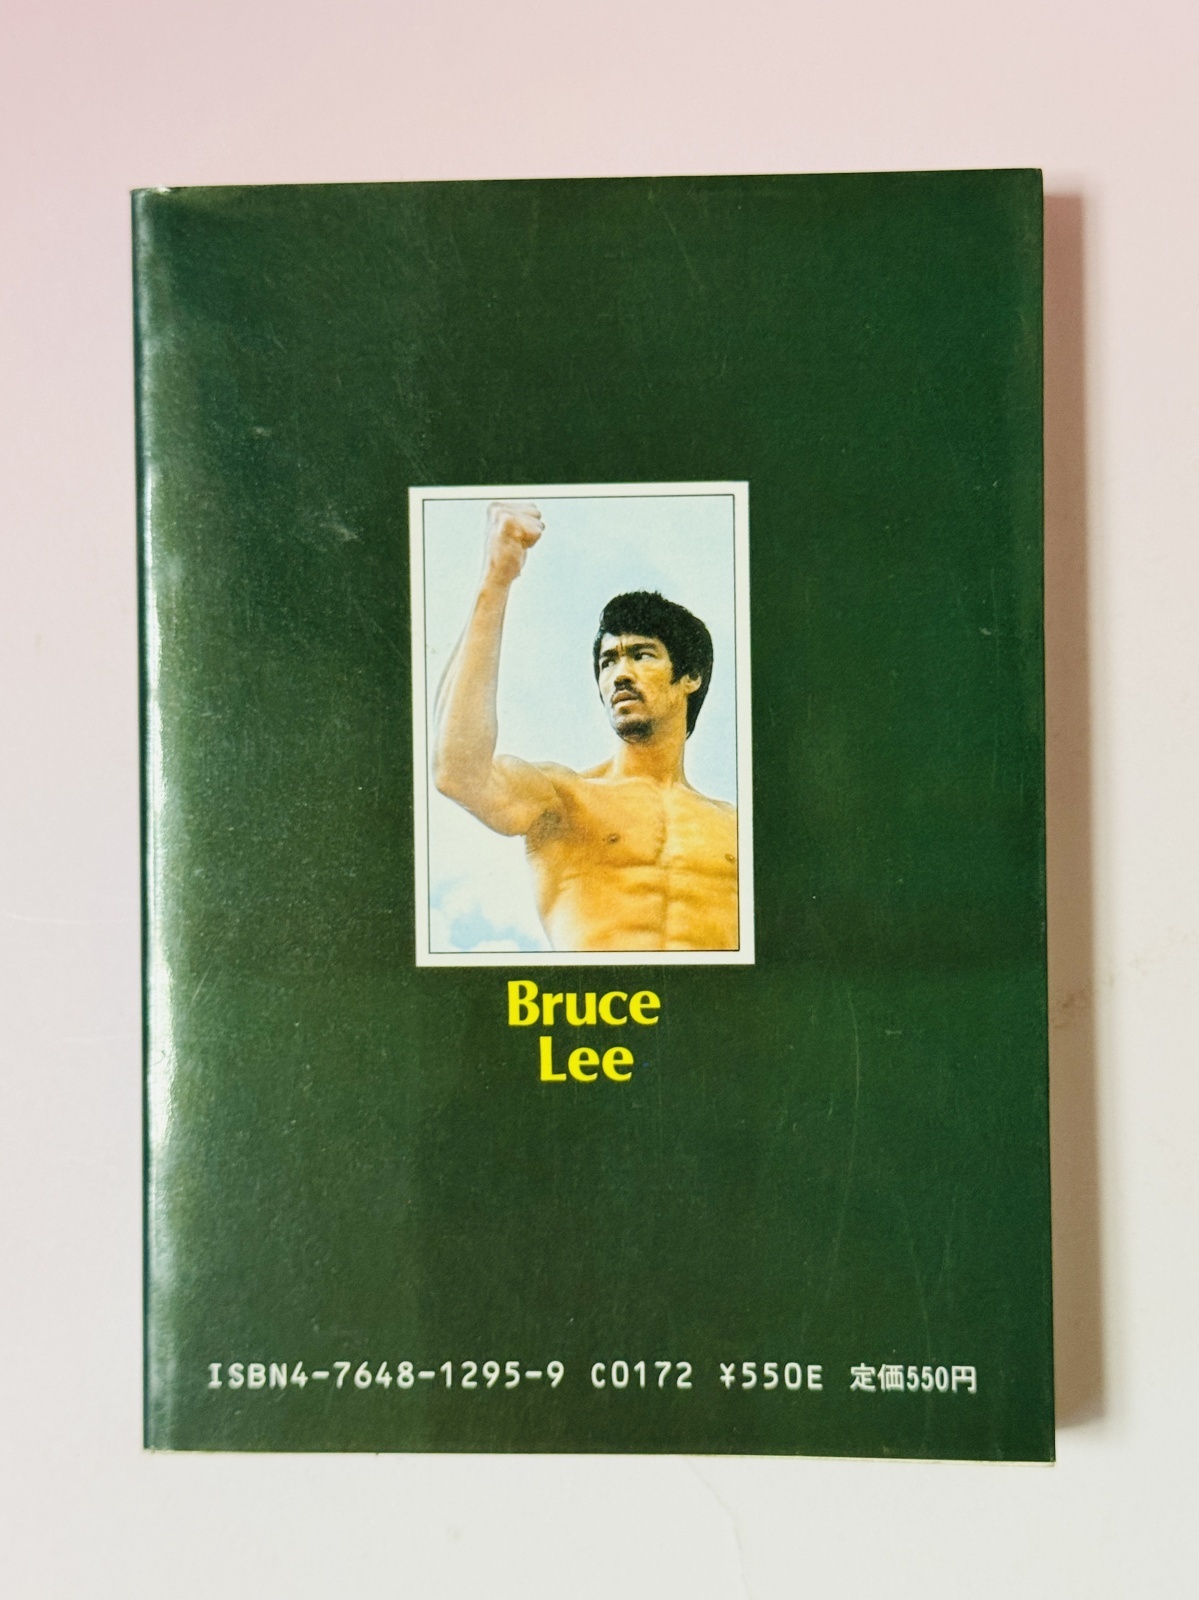 Bruce
Lee
ISBN4-7648-1295-9 C0172 ¥550E 定価550円